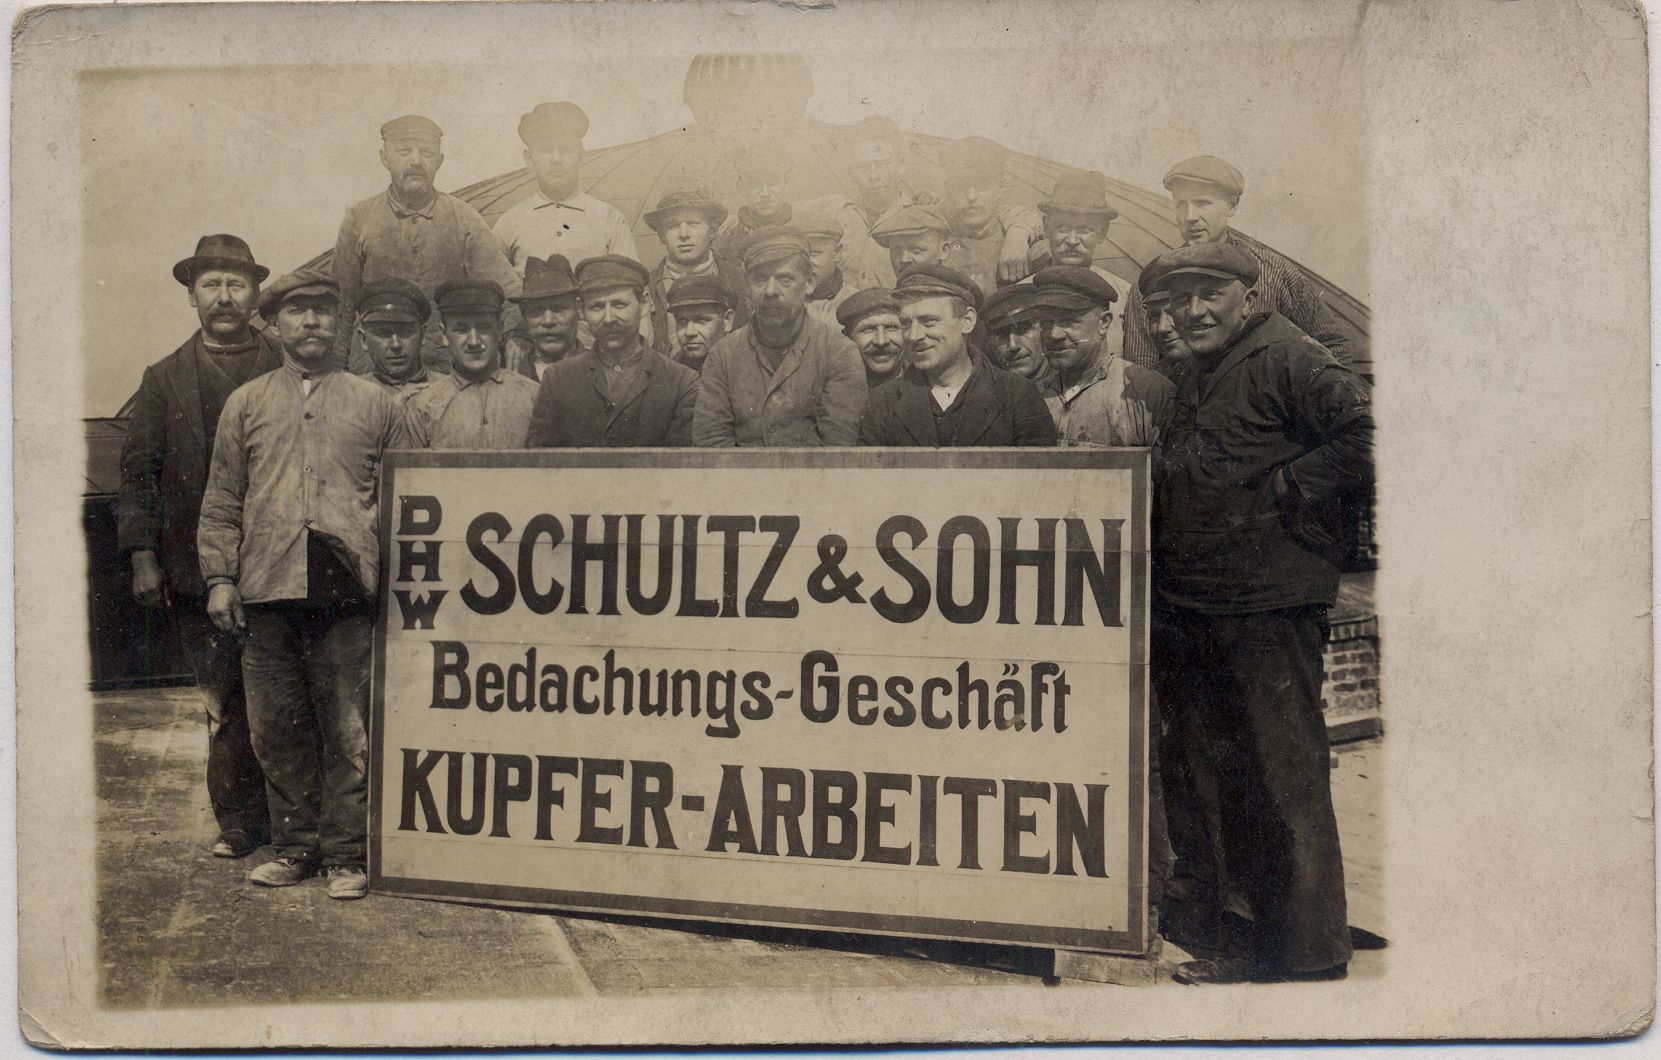 DHW SCHULTZ & SOHN
Bedachungs-Geschäft
KUPFER-ARBEITEN